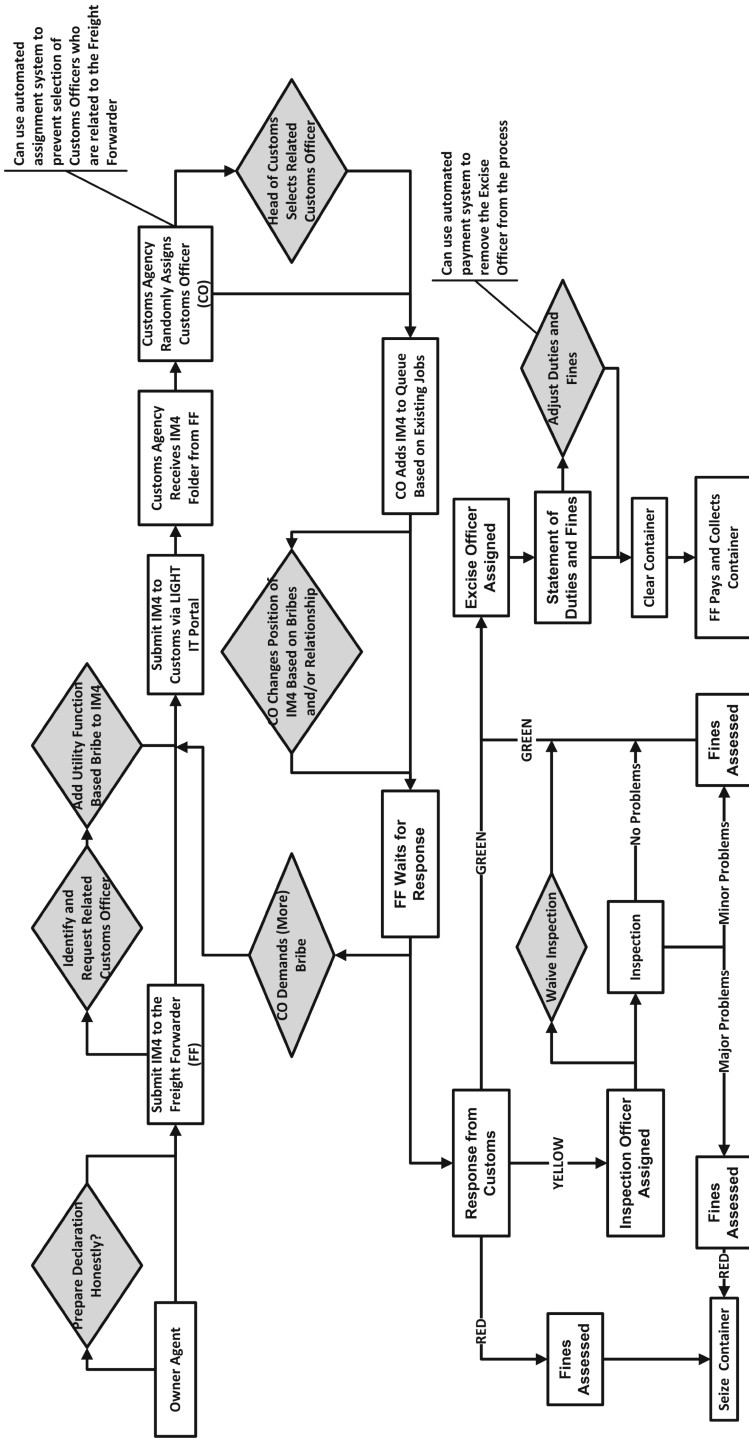 Owner Agent
Prepare Declaration
Honestly?
Submit IM4 to the
Freight Forwarder
(FF)
Identify and
Request Related
Customs Officer
Add Utility Function
Based Bribe to IM4
Submit IM4 to
Customs via LIGHT
IT Portal
Customs Agency
Receives IM4
Folder from FF
Customs Agency
Randomly Assigns
Customs Officer
(CO)
Can use automated
assignment system to
prevent selection of
Customs Officers who
are related to the Freight
Forwarder
Head of Customs
Selects Related
Customs Officer
CO Adds IM4 to Queue
Based on Existing Jobs
CO Changes Position of
IM4 Based on Bribes
and/or Relationship
FF Waits for
Response
CO Demands (More)
Bribe
Response from
Customs
RED
YELLOW
GREEN
Fines
Assessed
Seize Container
Inspection Officer
Assigned
Waive Inspection
Inspection
No Problems
Major Problems
Minor Problems
Fines
Assessed
RED
Fines
Assessed
GREEN
Excise Officer
Assigned
Statement of
Duties and Fines
Adjust Duties and
Fines
Can use automated
payment system to
remove the Excise
Officer from the process
Clear Container
FF Pays and Collects
Container